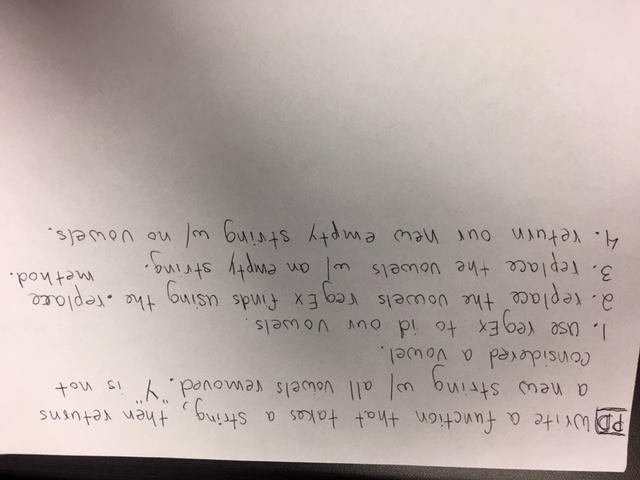 PD Write a function that takes a string, then returns
a new string w/ all vowels removed. "Y" is not
considered a vowel.
1. use regEx to id our vowels.
2. replace the vowels regEx finds using the .replace
method.
3. replace the vowels w/ an empty string.
4. return our new empty string w/ no vowels.